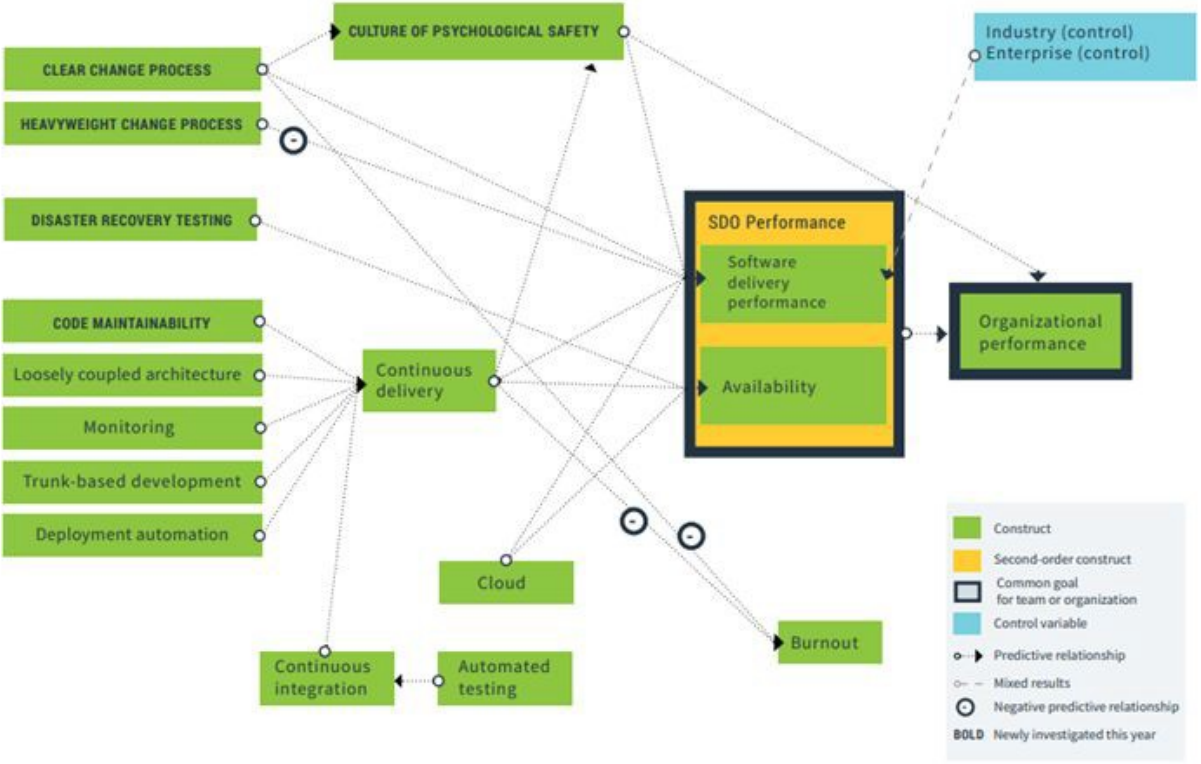 CULTURE OF PSYCHOLOGICAL SAFETY
Industry (control)
Enterprise (control)
CLEAR CHANGE PROCESS
HEAVYWEIGHT CHANGE PROCESS
-
DISASTER RECOVERY TESTING
SDO Performance
Software
delivery
performance
Availability
Organizational
performance
CODE MAINTAINABILITY
Loosely coupled architecture
Monitoring
Trunk-based development
Deployment automation
Continuous
delivery
-
-
Cloud
Burnout
Continuous
integration
Automated
testing
Construct
Second-order construct
Common goal
for team or organization
Control variable
Predictive relationship
Mixed results
-
Negative predictive relationship
BOLD Newly investigated this year